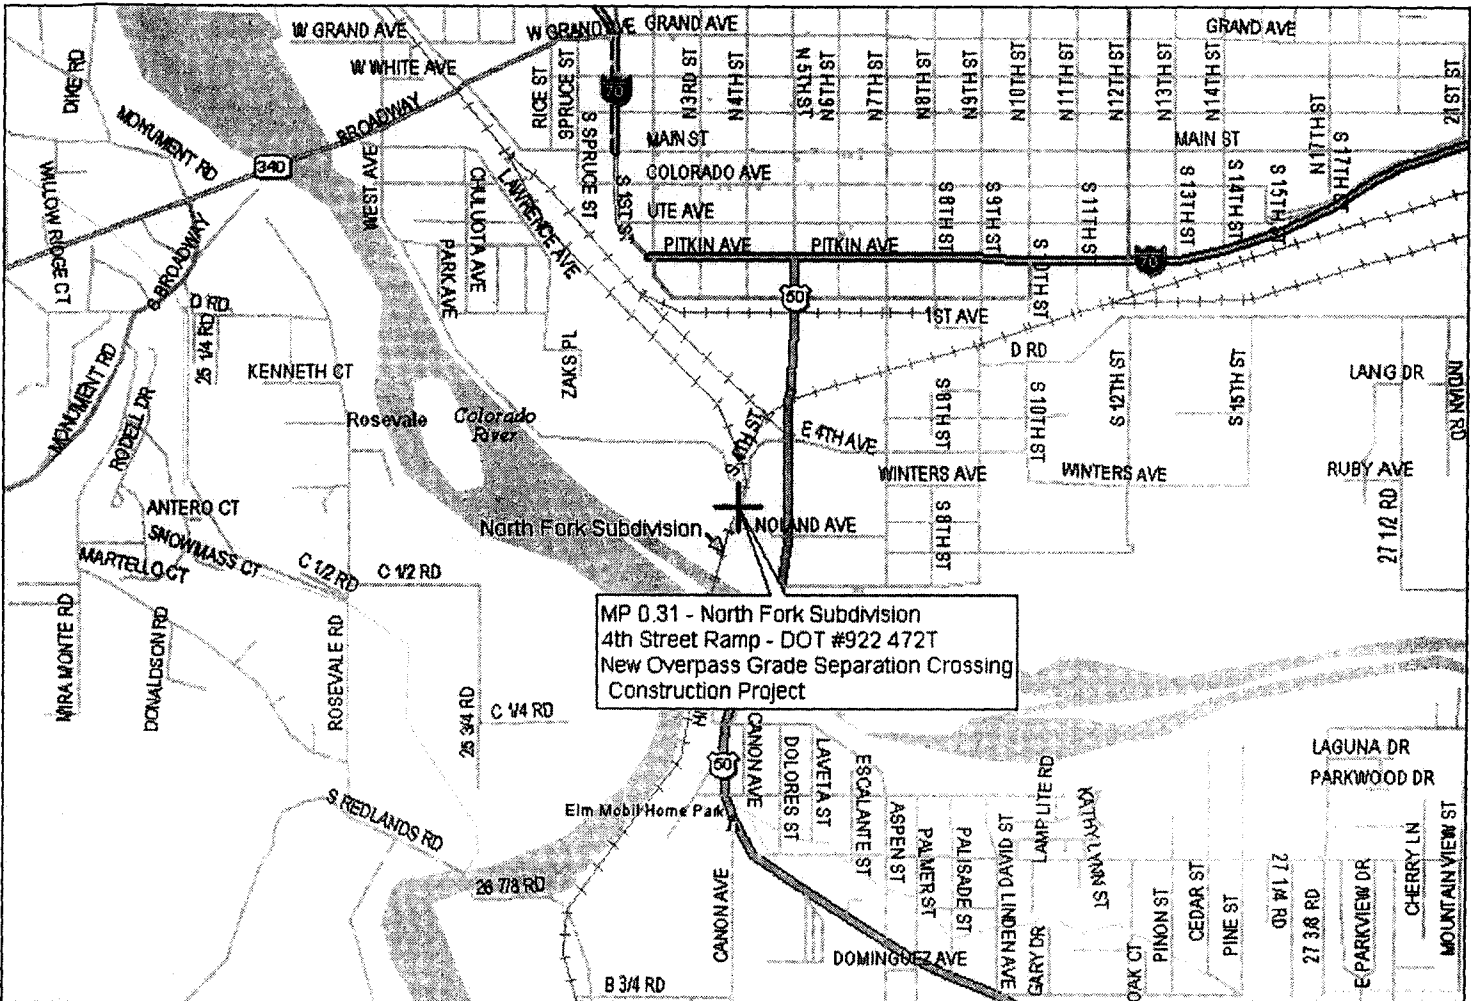 W GRAND AVE
W GRAND AVE
GRAND AVE
GRAND AVE
DIKE RD
W WHITE AVE
RICE ST
SPRUCE ST
70
N 3RD ST
N 4TH ST
N 5TH ST
N 6TH ST
N 7TH ST
N 8TH ST
N 9TH ST
N 10TH ST
N 11TH ST
N 12TH ST
N 13TH ST
N 14TH ST
N 17TH ST
21ST ST
MONUMENT RD
BROADWAY
340
WEST AVE
S SPRUCE ST
MAIN ST
MAIN ST
COLORADO AVE
S 17TH ST
WILLOW RIDGE CT
CHULUOTA AVE
LAWRENCE AVE
S 1ST ST
UTE AVE
S 8TH ST
S 9TH ST
S 11TH S
S 13TH ST
S 14TH ST
S 15TH ST
S BROADWAY
PARK AVE
PITKIN AVE
PITKIN AVE
70
S 10TH ST
D RD
50
1ST AVE
25 1/4 RD
MONUMENT RD
KENNETH CT
ZAKS PL
D RD
S 12TH ST
S 15TH ST
LANG DR
INDIAN RD
RODELL DR
Rosevale
Colorado
River
S 4TH ST
E 4TH AVE
S 8TH ST
S 10TH ST
WINTERS AVE
WINTERS AVE
RUBY AVE
27 1/2 RD
ANTERO CT
North Fork Subdivision
NOLAND AVE
S 8TH ST
SNOWMASS CT
MARTELLO CT
C 1/2 RD
C 1/2 RD
MP 0.31 - North Fork Subdivision
4th Street Ramp - DOT #922 472T
New Overpass Grade Separation Crossing
Construction Project
MIRA MONTE RD
DONALDSON RD
ROSEVALE RD
25 3/4 RD
C 1/4 RD
50
CANON AVE
DOLORES ST
LAVETA ST
ESCALANTE ST
ASPEN ST
PALMER ST
PALISADE ST
DAVID ST
LINDEN AVE
LAMPLITE RD
KATHY LYNN ST
LAGUNA DR
PARKWOOD DR
S REDLANDS RD
Elm Mobil Home Park
26 7/8 RD
CANON AVE
DOMINGUEZ AVE
GARY DR
OAK CT
PINON ST
CEDAR ST
PINE ST
27 1/4 RD
27 3/8 RD
E PARKVIEW DR
CHERRY LN
MOUNTAIN VIEW ST
B 3/4 RD